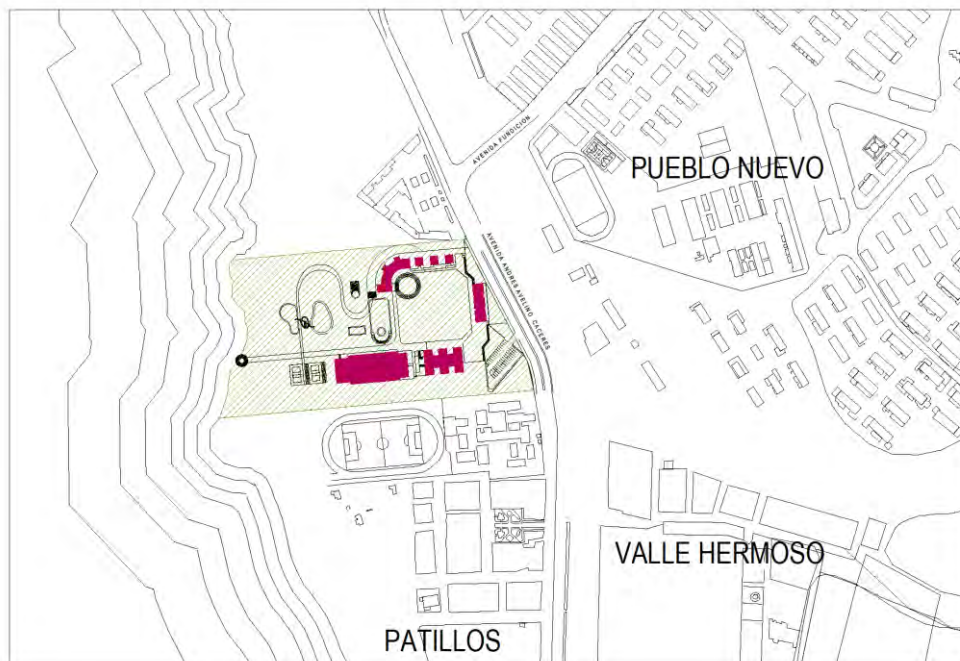 AVENIDA FUNDICION
PUEBLO NUEVO
AVENIDA ANDRES AVELINO CACERES
VALLE HERMOSO
PATILLOS